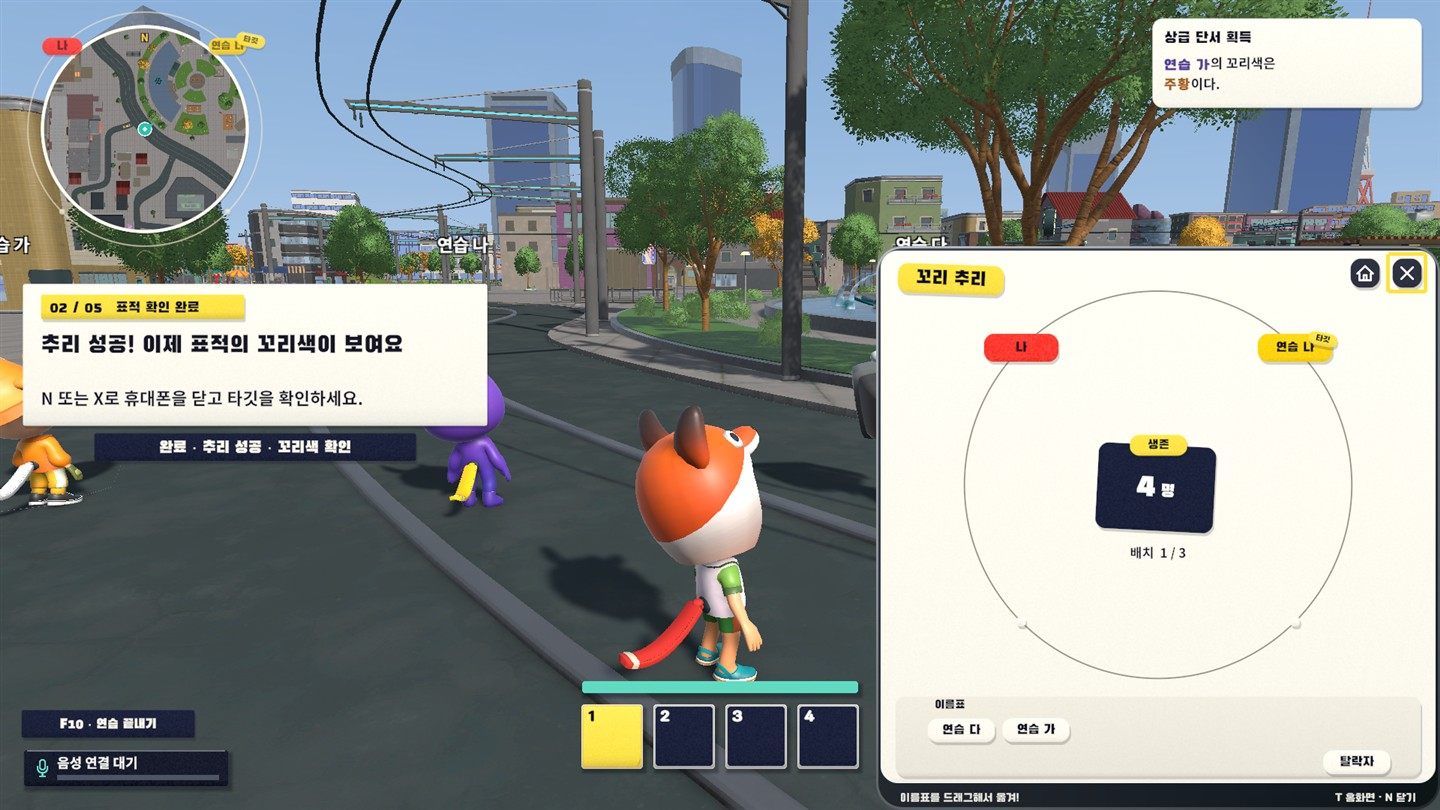 나
N
연습 나
타깃
상급 단서 획득
연습 가의 꼬리색은
주황이다.
습 가
연습 나
연습 다
02 / 05 표적 확인 완료
추리 성공! 이제 표적의 꼬리색이 보여요
N 또는 X로 휴대폰을 닫고 타깃을 확인하세요.
완료 · 추리 성공 · 꼬리색 확인
꼬리 추리
나
연습 나
타깃
생존
4 명
배치 1 / 3
이름표
연습 다
연습 가
탈락자
이름표를 드래그해서 옮겨!
T 홈화면 · N 닫기
1
2
3
4
F10 · 연습 끝내기
음성 연결 대기